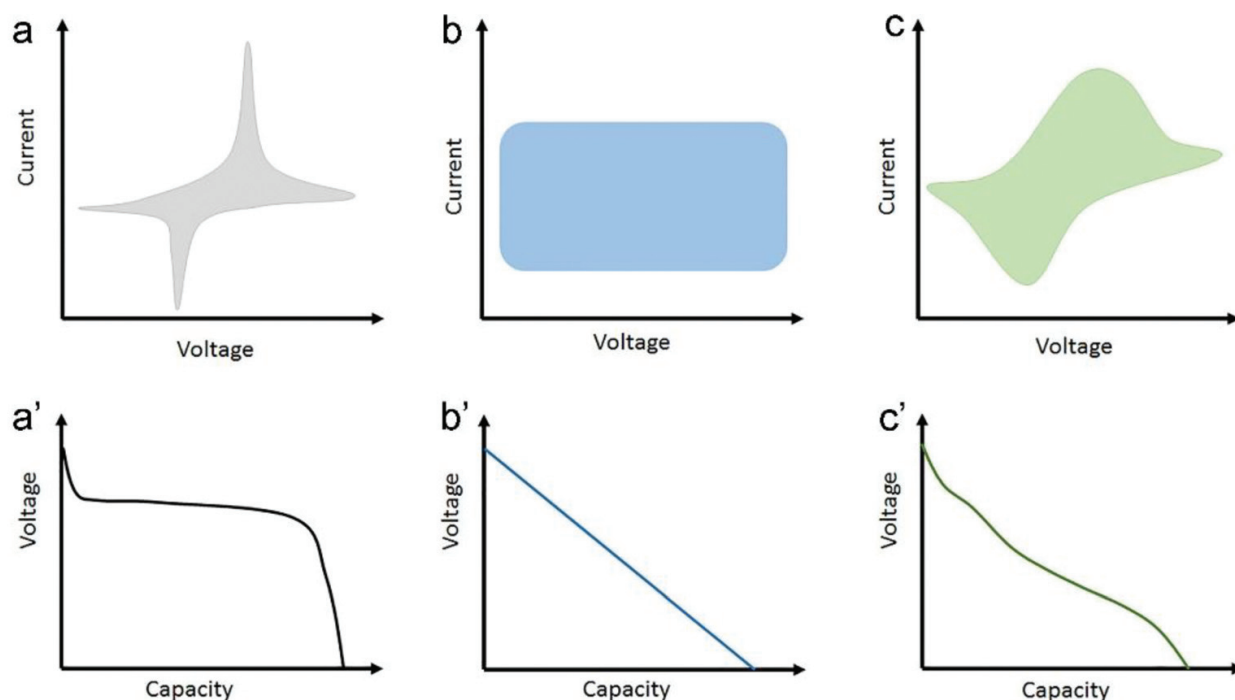 a
Current
Voltage
b
Current
Voltage
c
Current
Voltage
a’
Voltage
Capacity
b’
Voltage
Capacity
c’
Voltage
Capacity